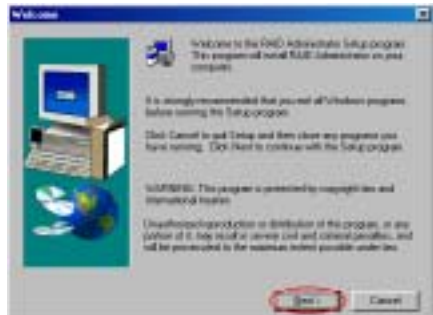 Welcome
Welcome to the RAID Administrator Setup program.
This program will install RAID Administrator on your
computer.
It is strongly recommended that you exit all Windows programs
before running the Setup program.
Click Cancel to quit Setup and then close any programs you
have running. Click Next to continue with the Setup program.
WARNING: This program is protected by copyright law and
international treaties.
Unauthorized reproduction or distribution of this program, or any
portion of it, may result in severe civil and criminal penalties, and
will be prosecuted to the maximum extent possible under law.
Next >
Cancel